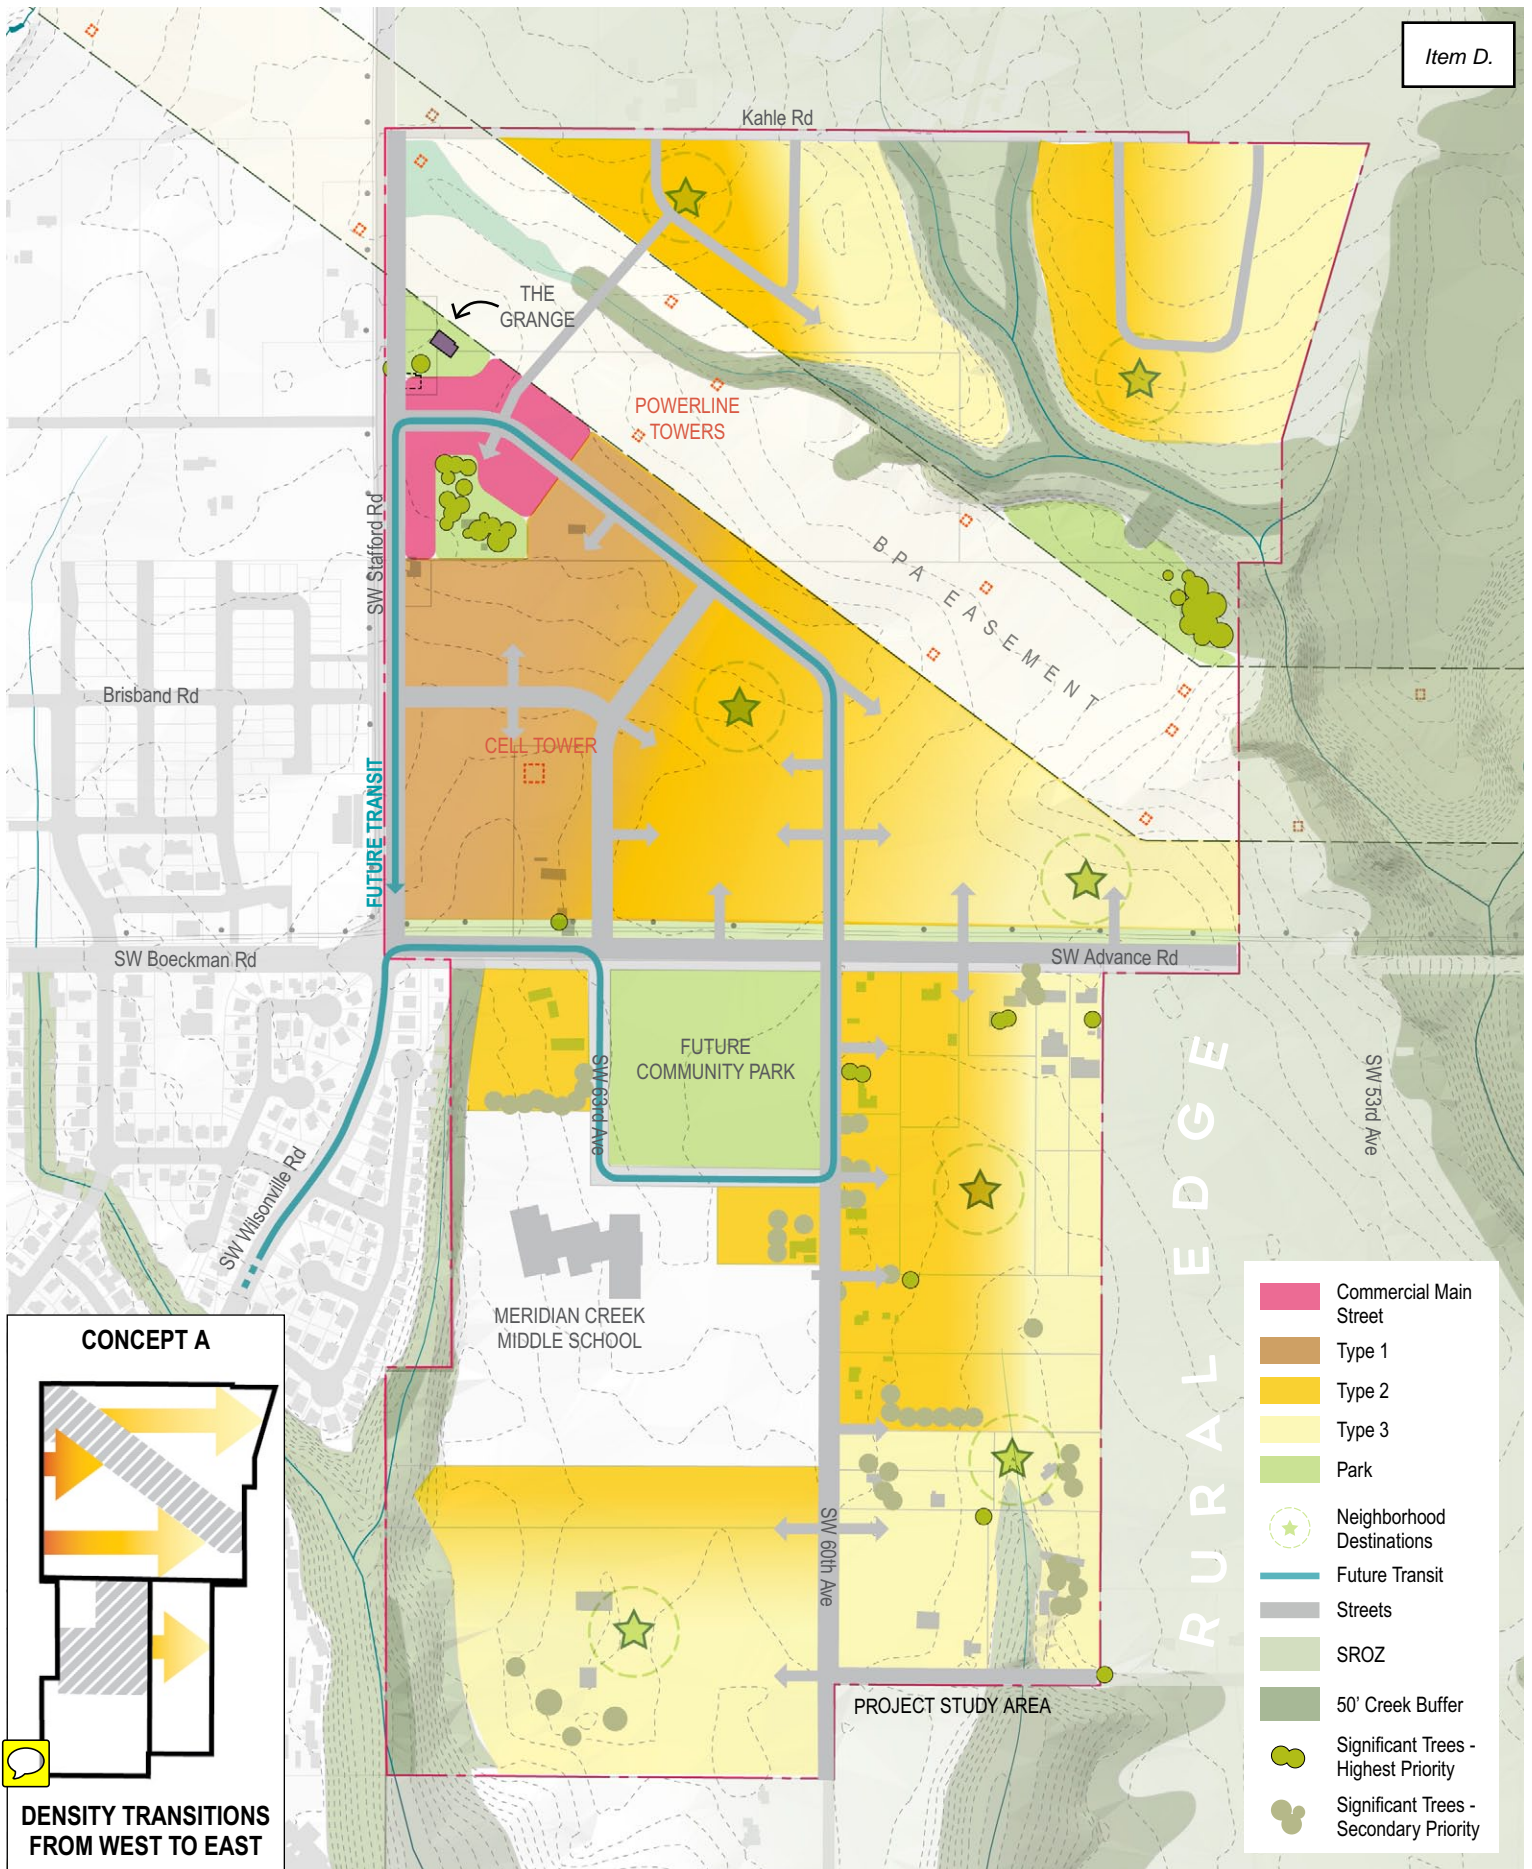 Item D.
Kahle Rd
THE
GRANGE
POWERLINE
TOWERS
SW Stafford Rd
BPA EASEMENT
Brisband Rd
CELL TOWER
FUTURE TRANSIT
SW Boeckman Rd
SW Advance Rd
FUTURE
COMMUNITY PARK
SW 63rd Ave
SW 53rd Ave
RURAL EDGE
SW Wilsonville Rd
MERIDIAN CREEK
MIDDLE SCHOOL
SW 60th Ave
PROJECT STUDY AREA
CONCEPT A
DENSITY TRANSITIONS
FROM WEST TO EAST
Commercial Main
Street
Type 1
Type 2
Type 3
Park
Neighborhood
Destinations
Future Transit
Streets
SROZ
50' Creek Buffer
Significant Trees -
Highest Priority
Significant Trees -
Secondary Priority